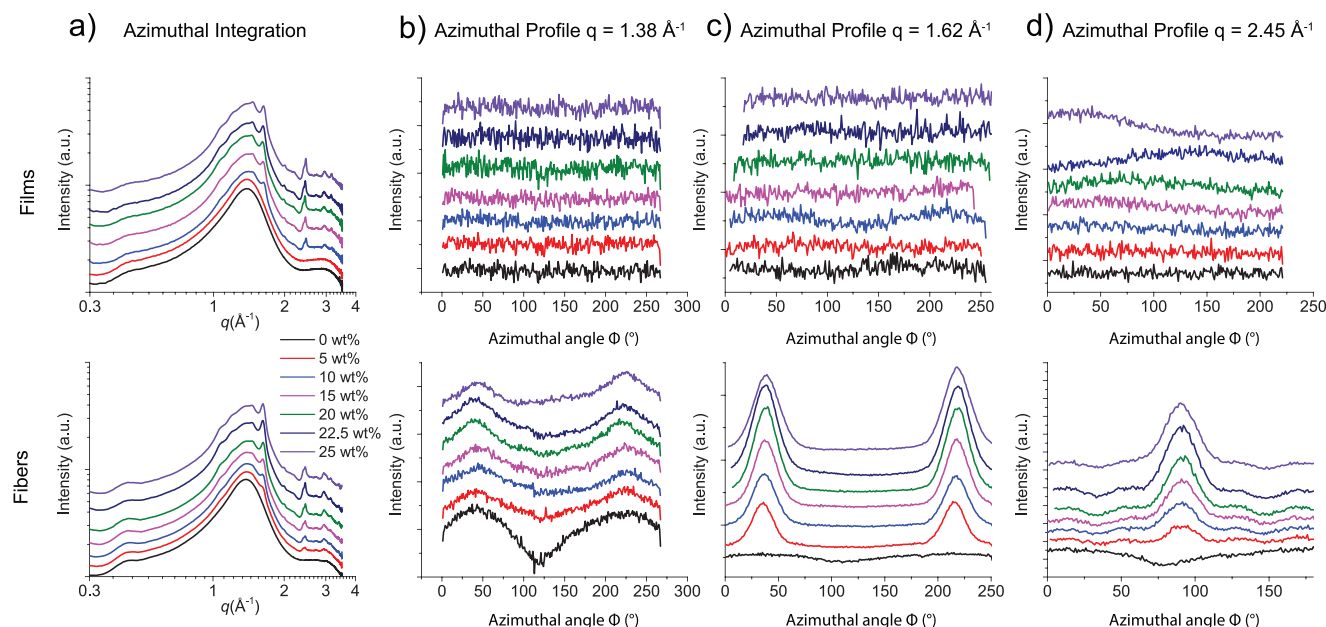 a) Azimuthal Integration
b) Azimuthal Profile q = 1.38 Å⁻¹
c) Azimuthal Profile q = 1.62 Å⁻¹
d) Azimuthal Profile q = 2.45 Å⁻¹
Films
Intensity (a.u.)
0.3 1 2 3 4
q(Å⁻¹)
Intensity (a.u.)
0 50 100 150 200 250 300
Azimuthal angle Φ (°)
Intensity (a.u.)
0 50 100 150 200 250
Azimuthal angle Φ (°)
Intensity (a.u.)
0 50 100 150 200 250
Azimuthal angle Φ (°)
0 wt%
5 wt%
10 wt%
15 wt%
20 wt%
22.5 wt%
25 wt%
Fibers
Intensity (a.u.)
0.3 1 2 3 4
q(Å⁻¹)
Intensity (a.u.)
0 50 100 150 200 250 300
Azimuthal angle Φ (°)
Intensity (a.u.)
0 50 100 150 200 250
Azimuthal angle Φ (°)
Intensity (a.u.)
0 50 100 150
Azimuthal angle Φ (°)